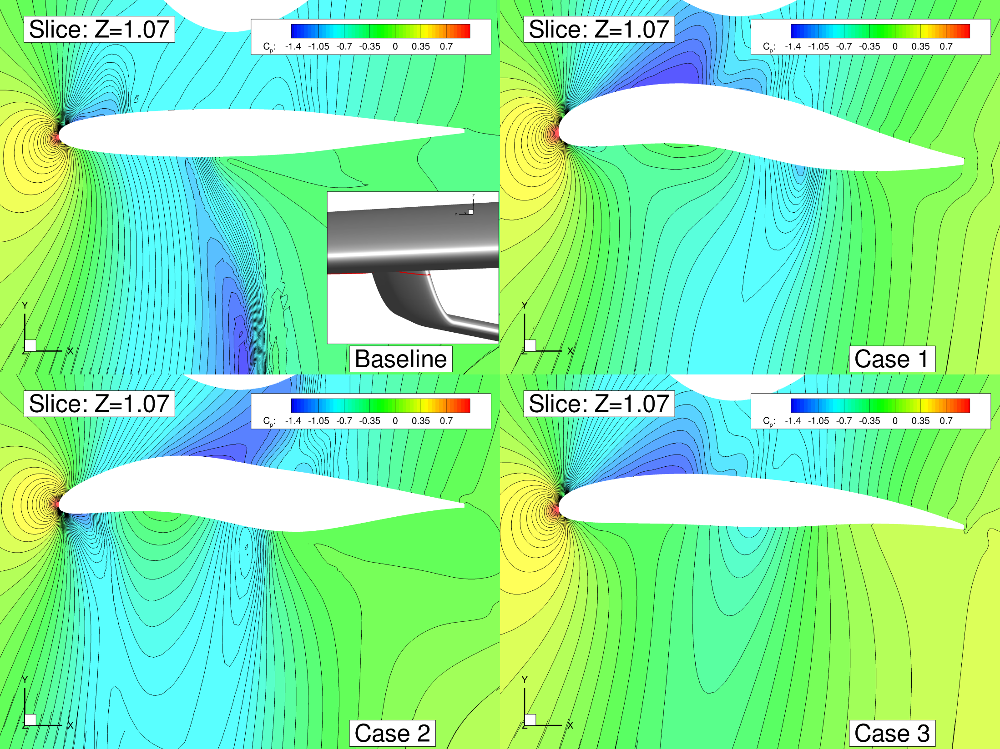 Slice: Z=1.07
Cp: -1.4 -1.05 -0.7 -0.35 0 0.35 0.7
Z
Y X
Y
Z X
Baseline
Slice: Z=1.07
Cp: -1.4 -1.05 -0.7 -0.35 0 0.35 0.7
Y
Z X
Case 1
Slice: Z=1.07
Cp: -1.4 -1.05 -0.7 -0.35 0 0.35 0.7
Y
Z X
Case 2
Slice: Z=1.07
Cp: -1.4 -1.05 -0.7 -0.35 0 0.35 0.7
Y
Z X
Case 3